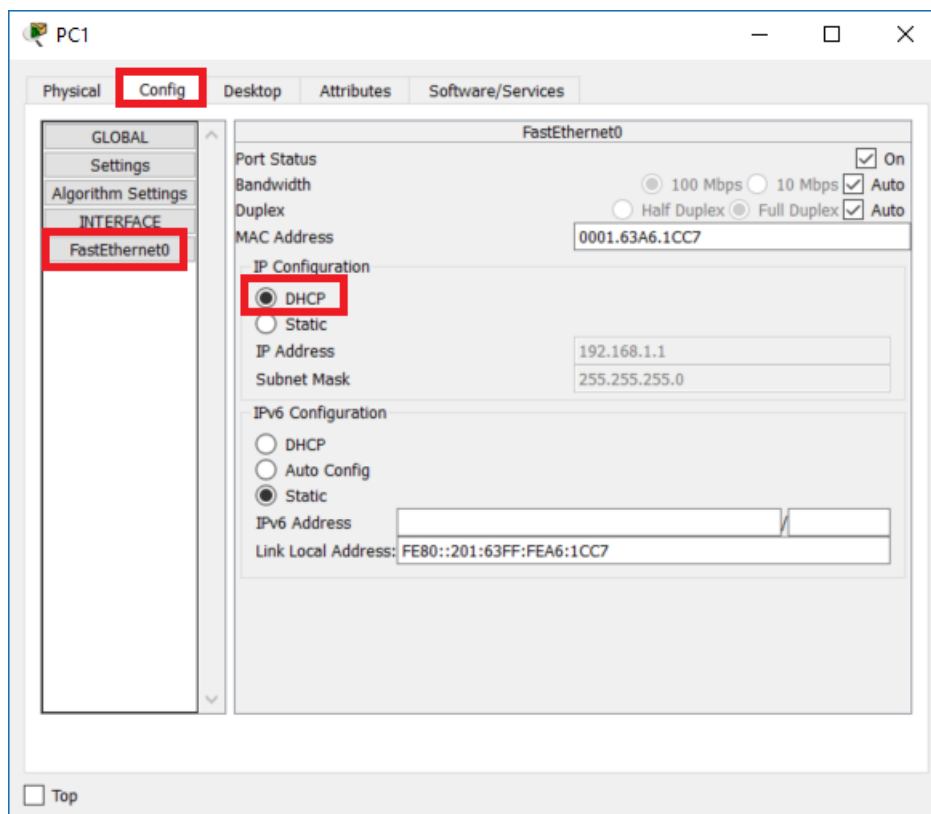 PC1
Physical Config Desktop Attributes Software/Services
GLOBAL
Settings
Algorithm Settings
INTERFACE
FastEthernet0
FastEthernet0
Port Status On
Bandwidth 100 Mbps 10 Mbps Auto
Duplex Half Duplex Full Duplex Auto
MAC Address 0001.63A6.1CC7
IP Configuration
DHCP
Static
IP Address 192.168.1.1
Subnet Mask 255.255.255.0
IPv6 Configuration
DHCP
Auto Config
Static
IPv6 Address /
Link Local Address: FE80::201:63FF:FEA6:1CC7
Top